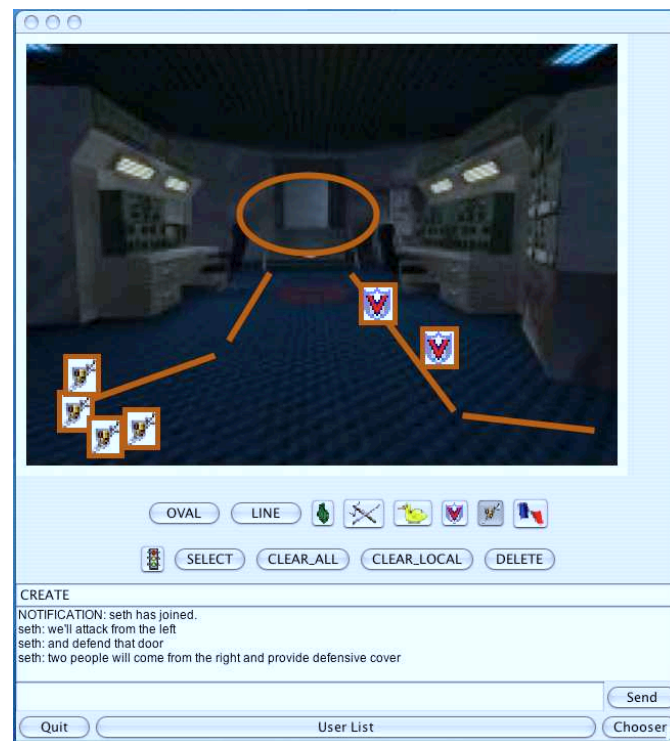 OVAL LINE
SELECT CLEAR_ALL CLEAR_LOCAL DELETE
CREATE
NOTIFICATION: seth has joined.
seth: we'll attack from the left
seth: and defend that door
seth: two people will come from the right and provide defensive cover
Send
Quit User List Chooser